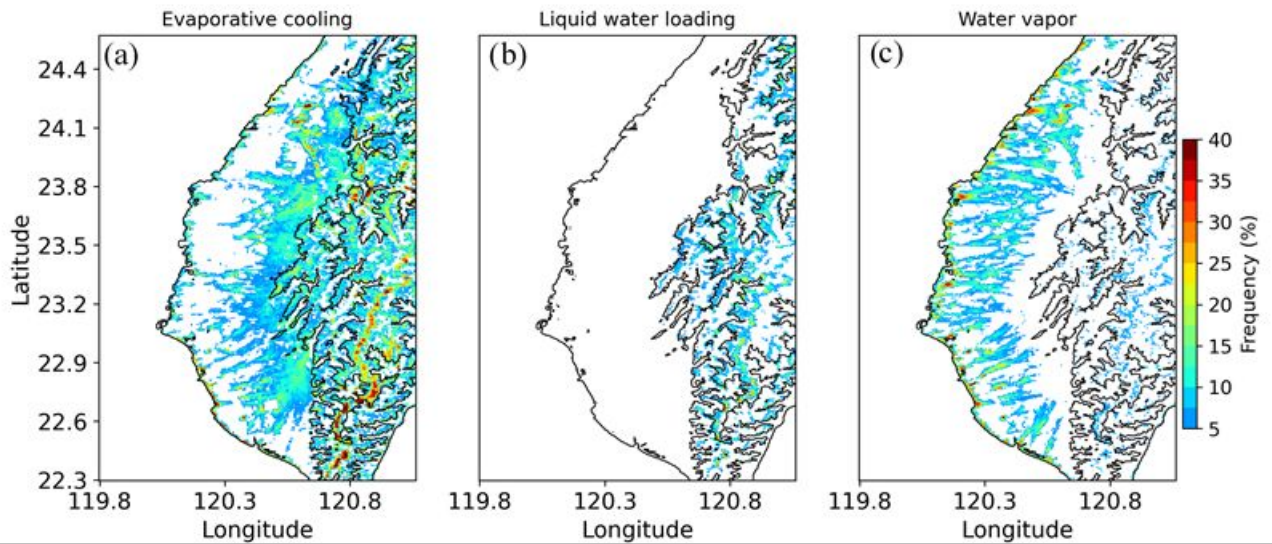 Evaporative cooling
Liquid water loading
Water vapor
(a)
(b)
(c)
24.4
24.1
23.8
23.5
23.2
22.9
22.6
22.3
Latitude
119.8 120.3 120.8
119.8 120.3 120.8
119.8 120.3 120.8
Longitude
Longitude
Longitude
40
35
30
25
20
15
10
5
Frequency (%)